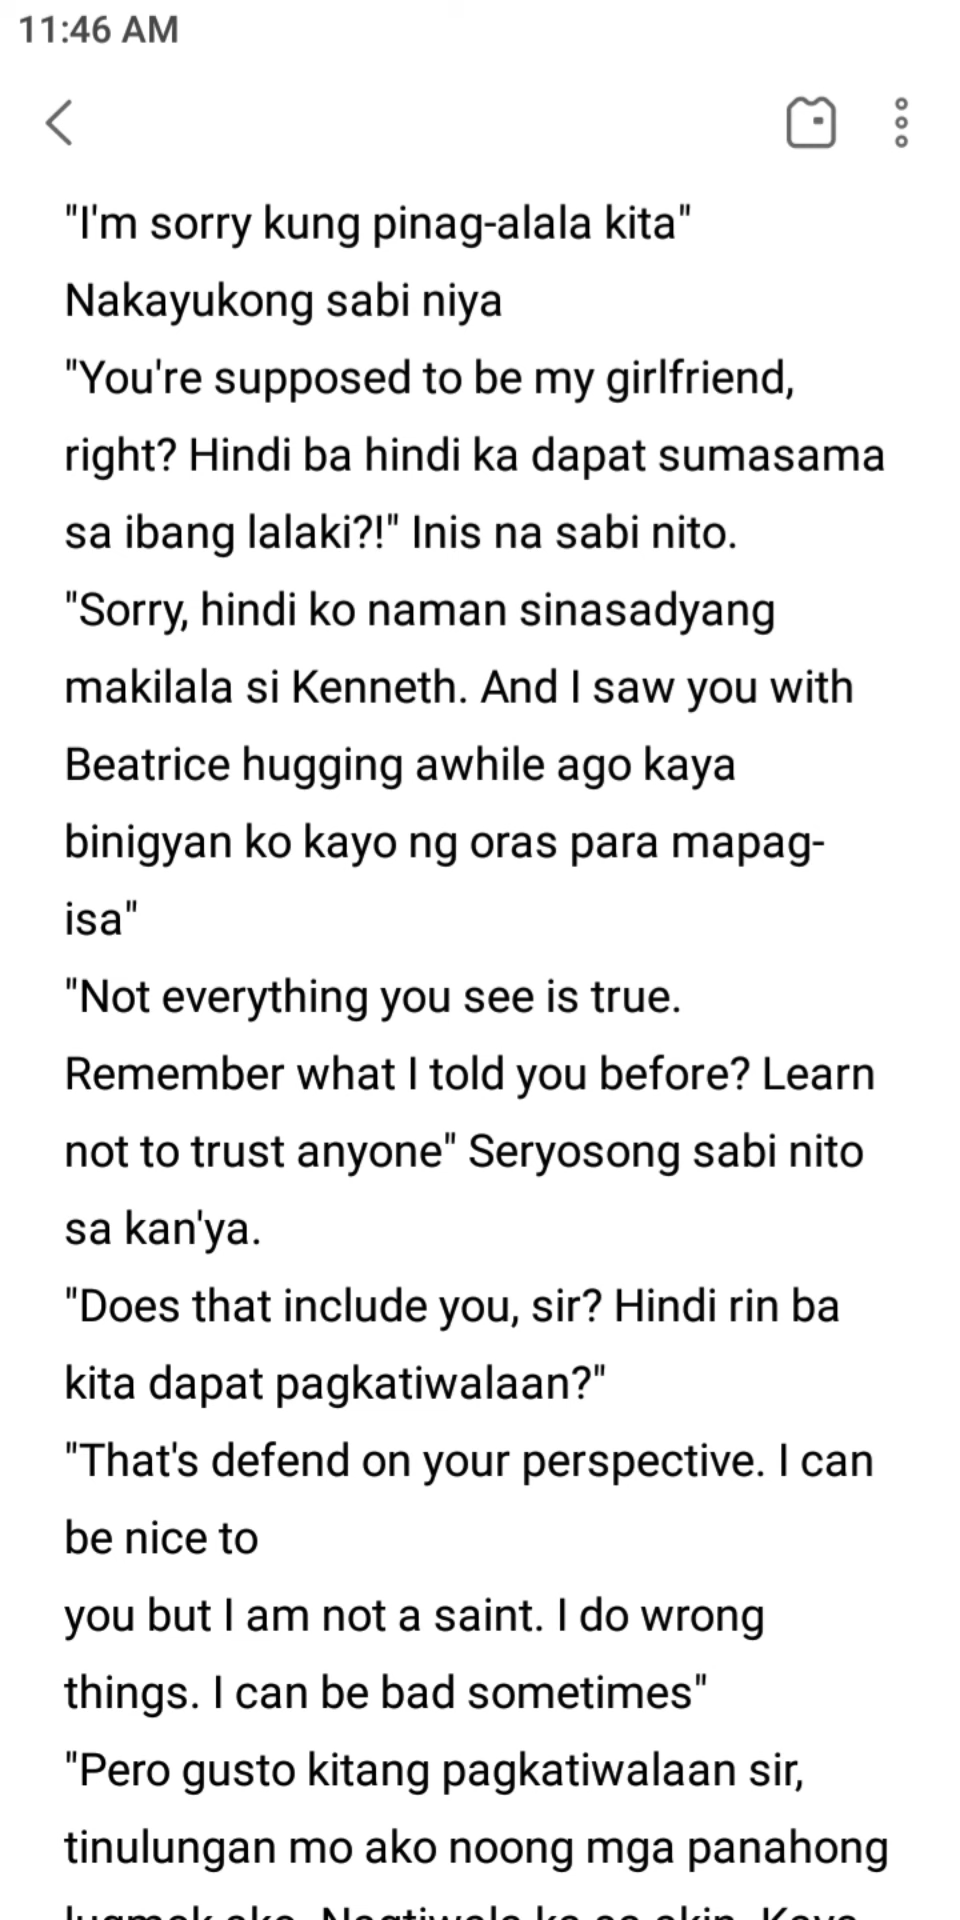 11:46 AM
"I'm sorry kung pinag-alala kita"
Nakayukong sabi niya
"You're supposed to be my girlfriend,
right? Hindi ba hindi ka dapat sumasama
sa ibang lalaki?!" Inis na sabi nito.
"Sorry, hindi ko naman sinasadyang
makilala si Kenneth. And I saw you with
Beatrice hugging awhile ago kaya
binigyan ko kayo ng oras para mapag-
isa"
"Not everything you see is true.
Remember what I told you before? Learn
not to trust anyone" Seryosong sabi nito
sa kan'ya.
"Does that include you, sir? Hindi rin ba
kita dapat pagkatiwalaan?"
"That's defend on your perspective. I can
be nice to
you but I am not a saint. I do wrong
things. I can be bad sometimes"
"Pero gusto kitang pagkatiwalaan sir,
tinulungan mo ako noong mga panahong